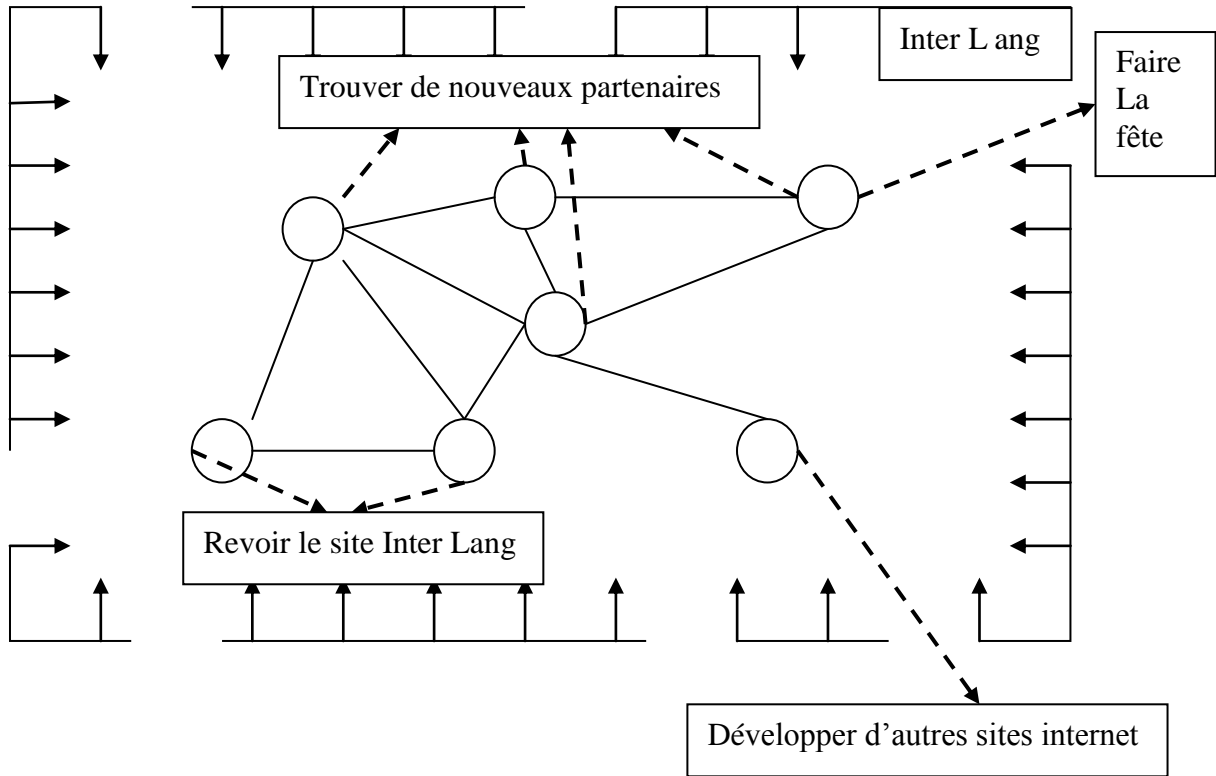 Inter L ang
Trouver de nouveaux partenaires
Faire
La
fête
Revoir le site Inter Lang
Développer d’autres sites internet